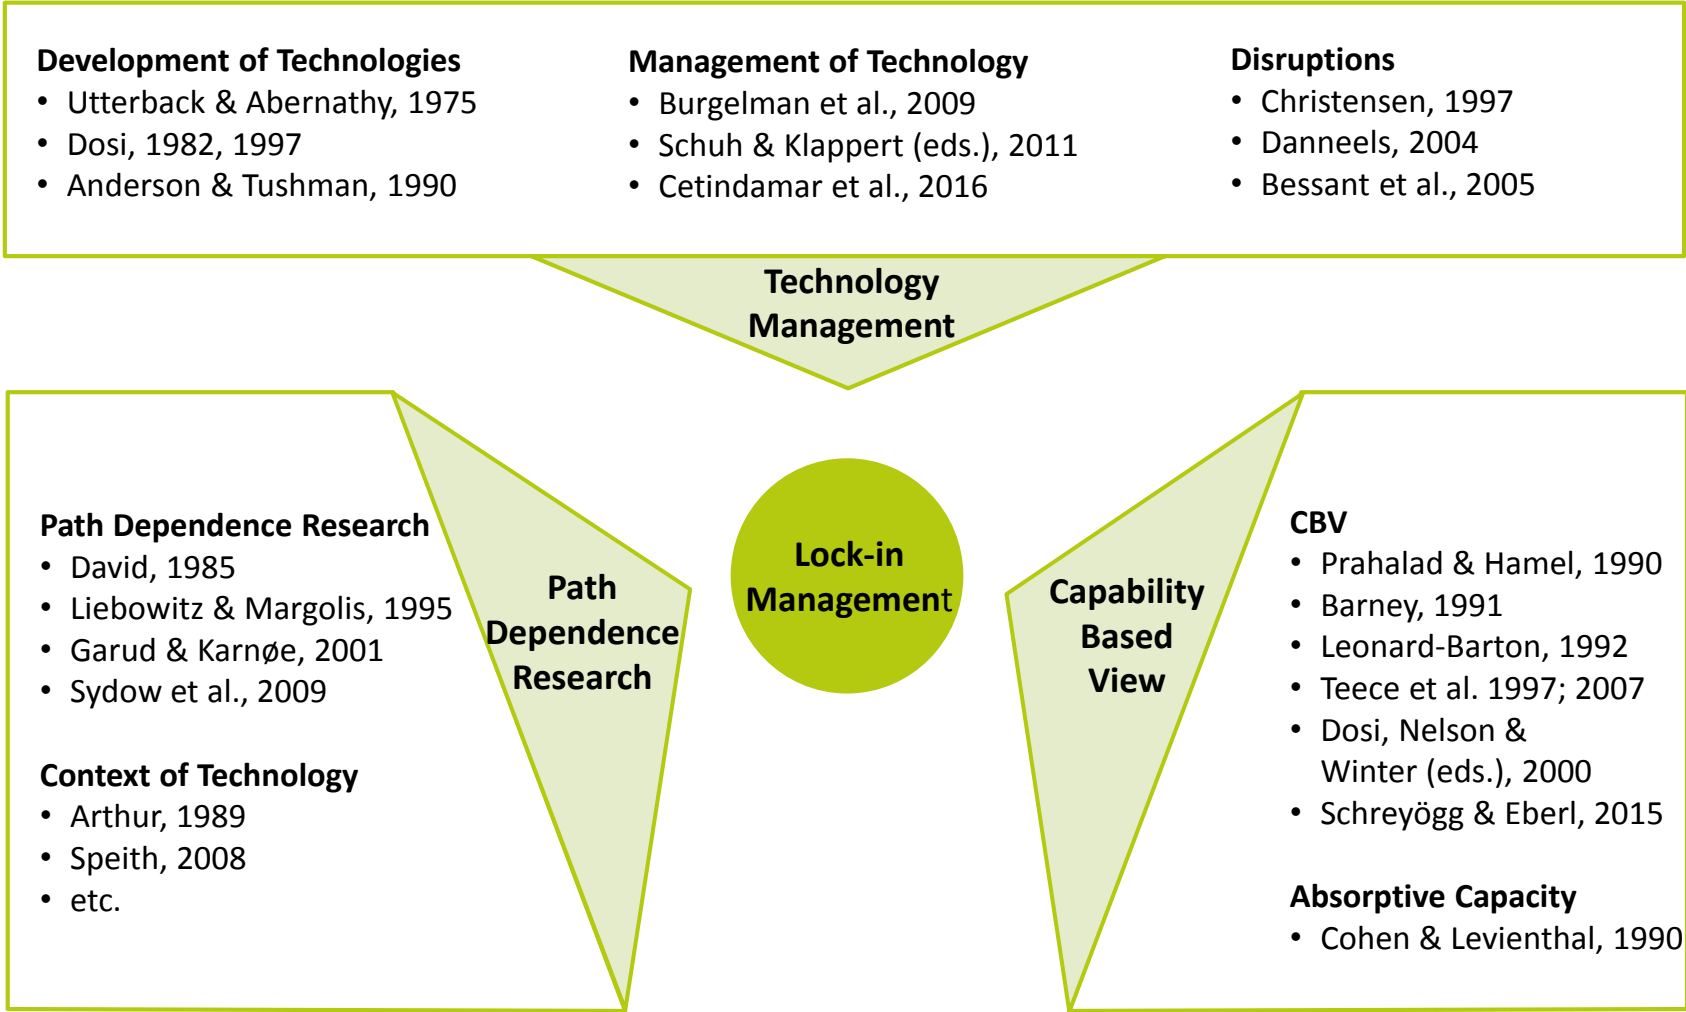 Development of Technologies
• Utterback & Abernathy, 1975
• Dosi, 1982, 1997
• Anderson & Tushman, 1990
Management of Technology
• Burgelman et al., 2009
• Schuh & Klappert (eds.), 2011
• Cetindamar et al., 2016
Disruptions
• Christensen, 1997
• Danneels, 2004
• Bessant et al., 2005
Technology
Management
Path Dependence Research
• David, 1985
• Liebowitz & Margolis, 1995
• Garud & Karnøe, 2001
• Sydow et al., 2009
Context of Technology
• Arthur, 1989
• Speith, 2008
• etc.
Path
Dependence
Research
Lock-in
Management
Capability
Based
View
CBV
• Prahalad & Hamel, 1990
• Barney, 1991
• Leonard-Barton, 1992
• Teece et al. 1997; 2007
• Dosi, Nelson &
Winter (eds.), 2000
• Schreyögg & Eberl, 2015
Absorptive Capacity
• Cohen & Levienthal, 1990